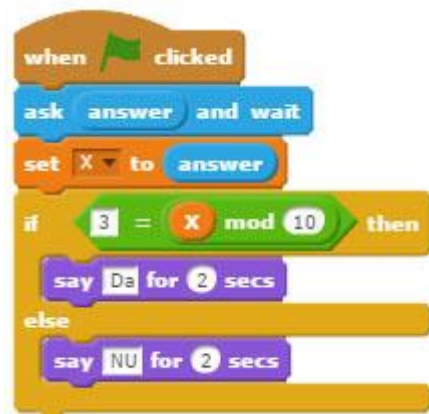 when clicked
ask answer and wait
set X to answer
if 3 = X mod 10 then
say Da for 2 secs
else
say NU for 2 secs